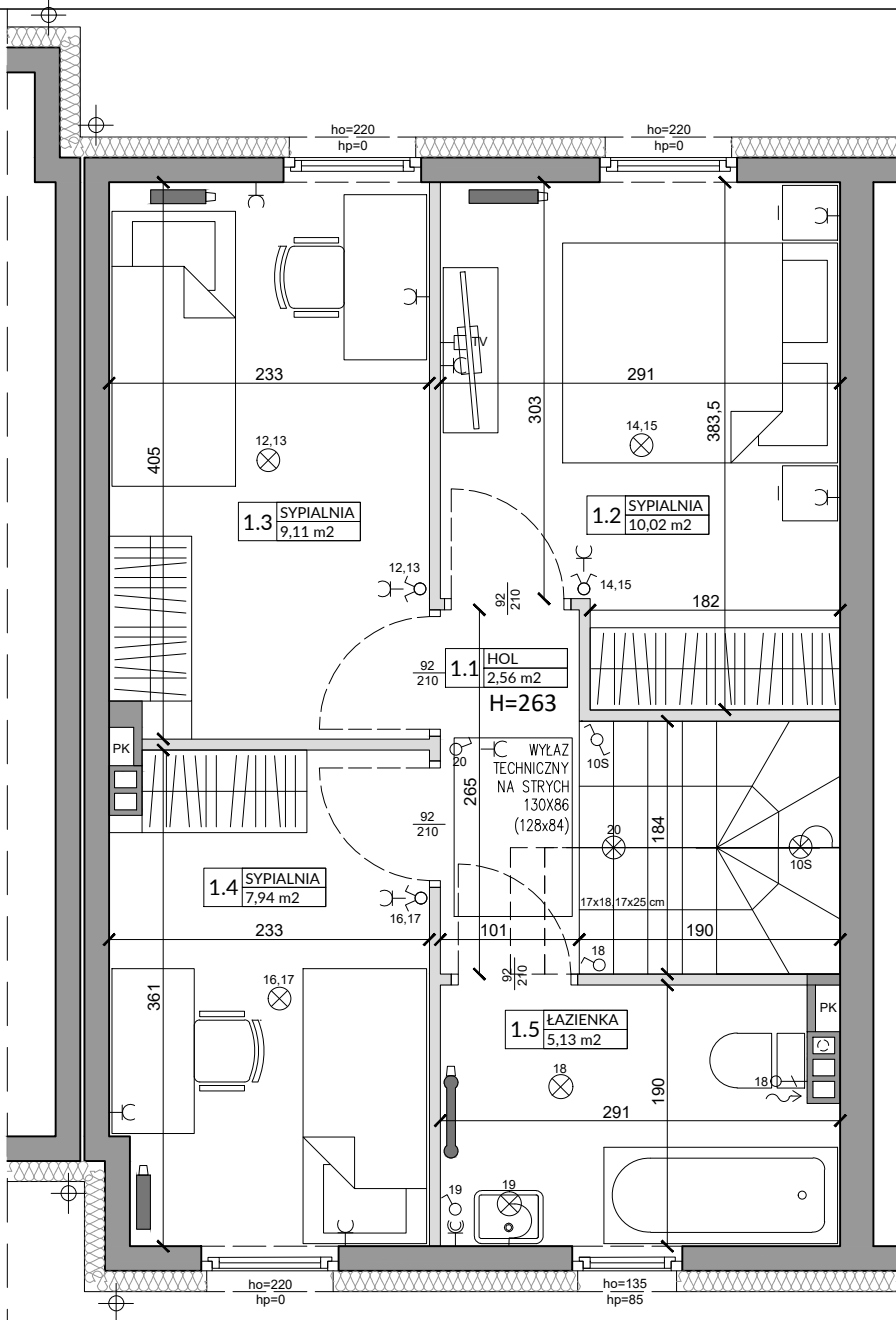 ho=220
hp=0
ho=220
hp=0
TV
233
291
303
383,5
405
12,13
14,15
1.3
SYPIALNIA
9,11 m2
1.2
SYPIALNIA
10,02 m2
12,13
14,15
92
210
182
92
210
1.1
HOL
2,56 m2
H=263
PK
20
WYŁAZ
TECHNICZNY
NA STRYCH
130X86
(128x84)
10S
265
184
92
210
20
10S
1.4
SYPIALNIA
7,94 m2
16,17
17x18,17x25 cm
233
101
190
18
92
210
361
16,17
PK
1.5
ŁAZIENKA
5,13 m2
18
18
190
291
19
19
ho=220
hp=0
ho=135
hp=85